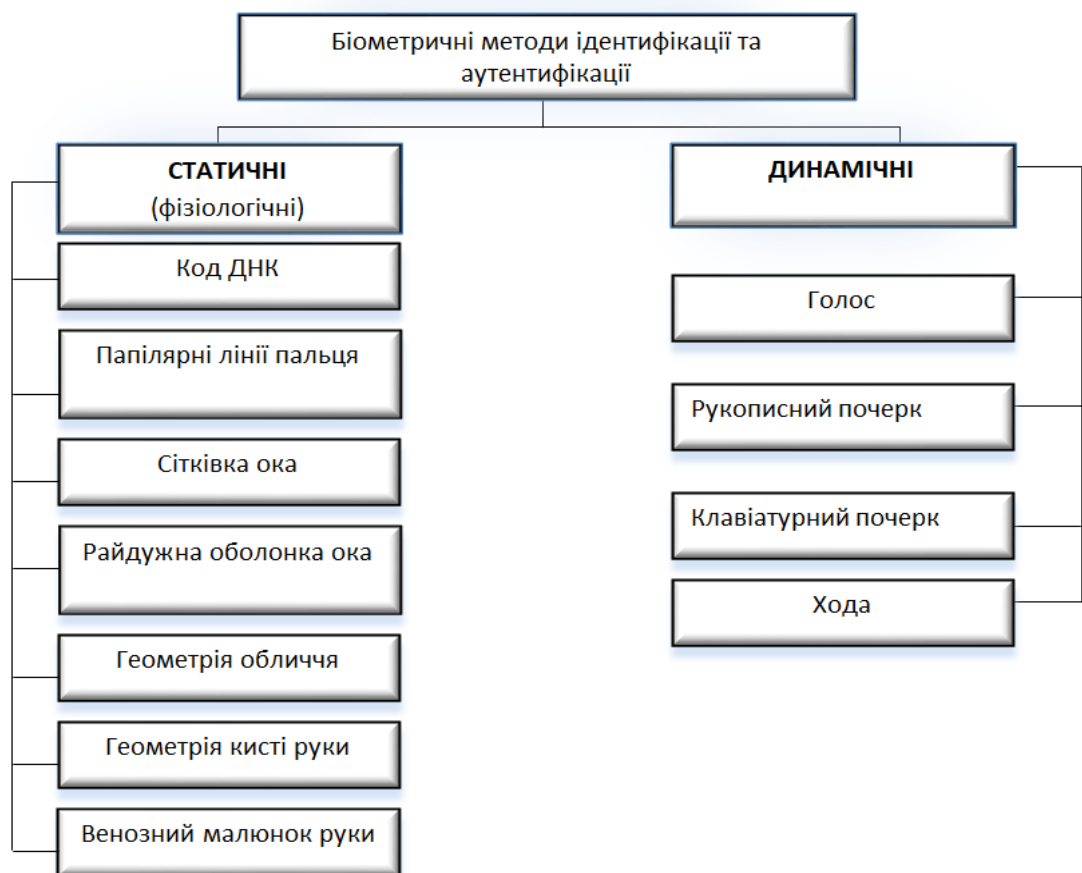 Біометричні методи ідентифікації та
аутентифікації
СТАТИЧНІ
(фізіологічні)
Код ДНК
Папілярні лінії пальця
Сітківка ока
Райдужна оболонка ока
Геометрія обличчя
Геометрія кисті руки
Венозний малюнок руки
ДИНАМІЧНІ
Голос
Рукописний почерк
Клавіатурний почерк
Хода